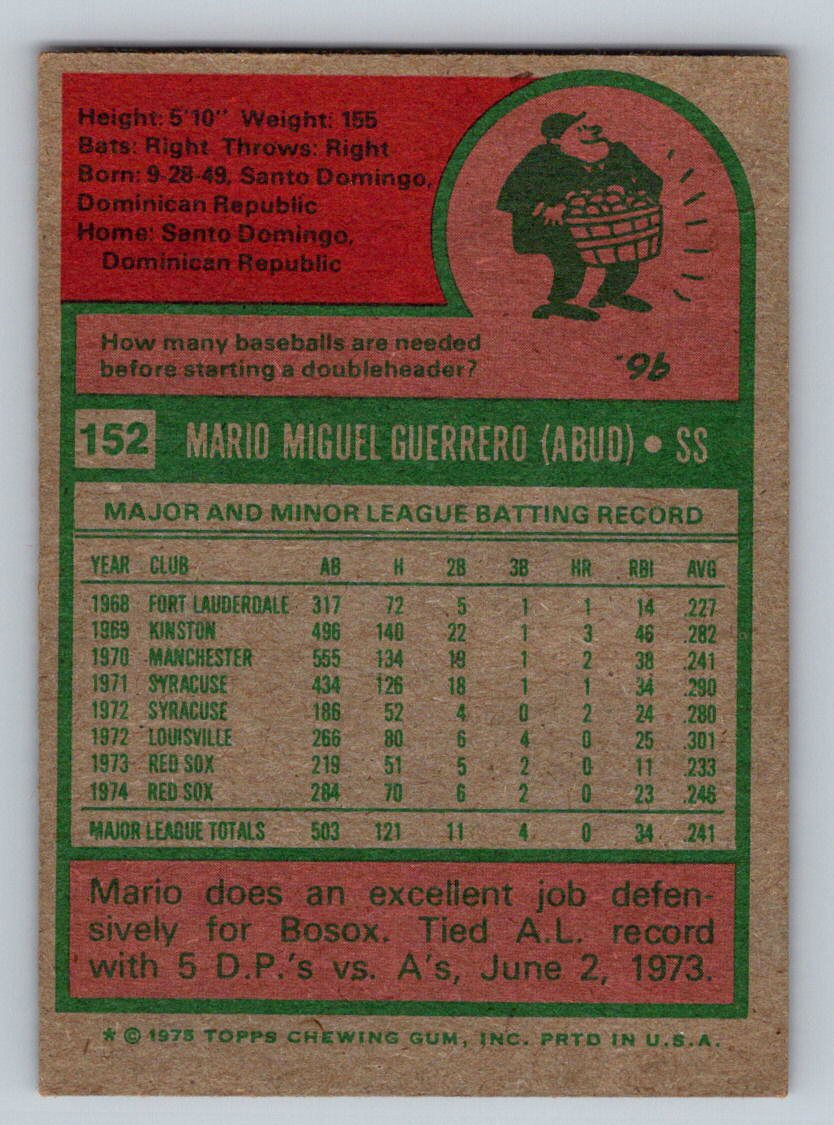 Height: 5'10" Weight: 155
Bats: Right Throws: Right
Born: 9-28-49, Santo Domingo,
Dominican Republic
Home: Santo Domingo,
Dominican Republic
How many baseballs are needed
before starting a doubleheader?
'96
152 MARIO MIGUEL GUERRERO (ABUD) • SS
MAJOR AND MINOR LEAGUE BATTING RECORD
YEAR CLUB AB H 2B 3B HR RBI AVG
1968 FORT LAUDERDALE 317 72 5 1 1 14 .227
1969 KINSTON 496 140 22 1 3 46 .282
1970 MANCHESTER 555 134 19 1 2 38 .241
1971 SYRACUSE 434 126 18 1 1 34 .290
1972 SYRACUSE 186 52 4 0 2 24 .280
1972 LOUISVILLE 266 80 6 4 0 25 .301
1973 RED SOX 219 51 5 2 0 11 .233
1974 RED SOX 284 70 6 2 0 23 .246
MAJOR LEAGUE TOTALS 503 121 11 4 0 34 .241
Mario does an excellent job defen-
sively for Bosox. Tied A.L. record
with 5 D.P.'s vs. A's, June 2, 1973.
* © 1975 TOPPS CHEWING GUM, INC. PRTD IN U.S.A.